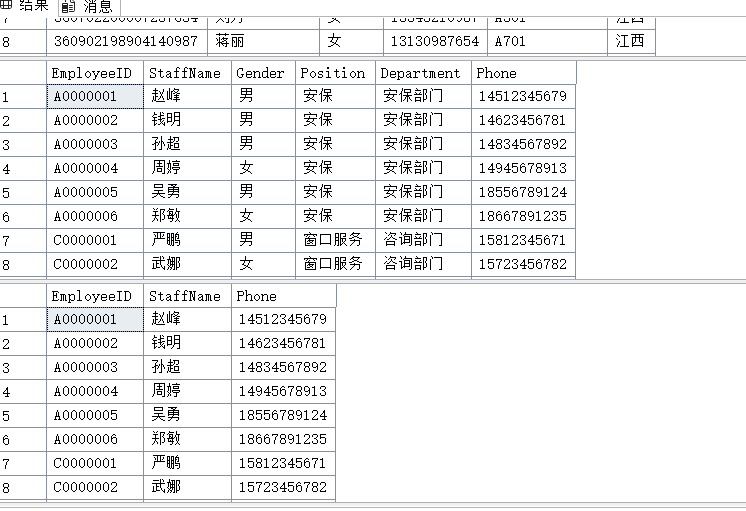 结果 消息
8 360902198904140987 蒋丽 女 13130987654 A701 江西
EmployeeID StaffName Gender Position Department Phone
1 A0000001 赵峰 男 安保 安保部门 14512345679
2 A0000002 钱明 男 安保 安保部门 14623456781
3 A0000003 孙超 男 安保 安保部门 14834567892
4 A0000004 周婷 女 安保 安保部门 14945678913
5 A0000005 吴勇 男 安保 安保部门 18556789124
6 A0000006 郑敏 女 安保 安保部门 18667891235
7 C0000001 严鹏 男 窗口服务 咨询部门 15812345671
8 C0000002 武娜 女 窗口服务 咨询部门 15723456782
EmployeeID StaffName Phone
1 A0000001 赵峰 14512345679
2 A0000002 钱明 14623456781
3 A0000003 孙超 14834567892
4 A0000004 周婷 14945678913
5 A0000005 吴勇 18556789124
6 A0000006 郑敏 18667891235
7 C0000001 严鹏 15812345671
8 C0000002 武娜 15723456782